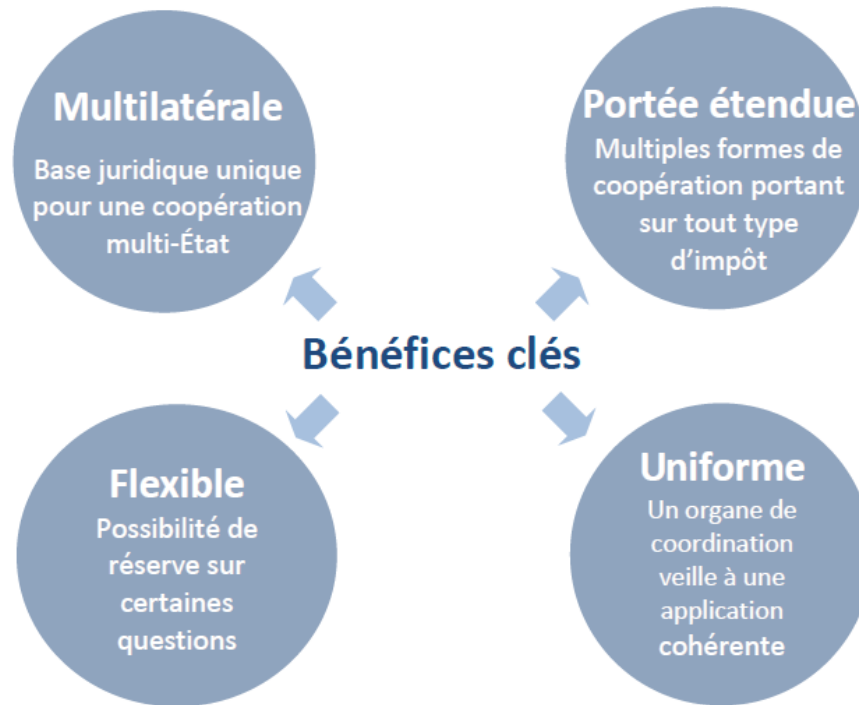 Multilatérale
Base juridique unique
pour une coopération
multi-État
Portée étendue
Multiples formes de
coopération portant
sur tout type
d’impôt
Bénéfices clés
Flexible
Possibilité de
réserve sur
certaines
questions
Uniforme
Un organe de
coordination
veille à une
application
cohérente